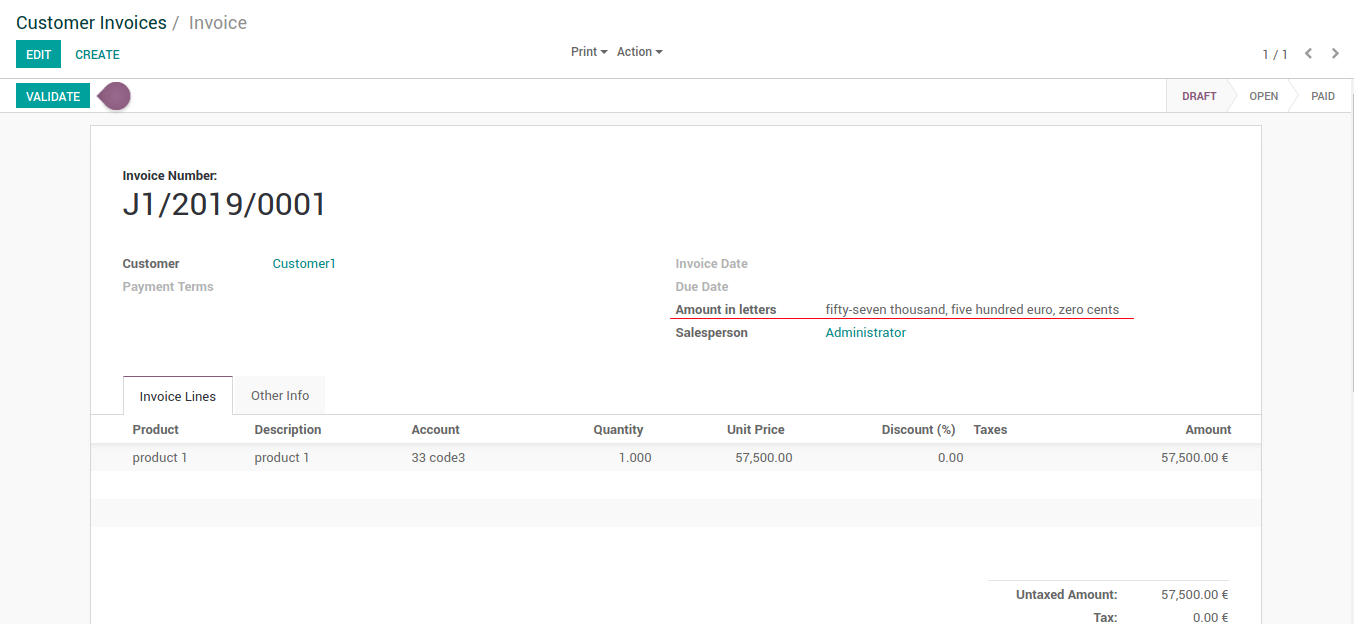 Customer Invoices / Invoice
EDIT CREATE Print Action 1 / 1
VALIDATE DRAFT OPEN PAID
Invoice Number:
J1/2019/0001
Customer Customer1 Invoice Date
Payment Terms Due Date
Amount in letters fifty-seven thousand, five hundred euro, zero cents
Salesperson Administrator
Invoice Lines Other Info
Product Description Account Quantity Unit Price Discount (%) Taxes Amount
product 1 product 1 33 code3 1.000 57,500.00 0.00 57,500.00 €
Untaxed Amount: 57,500.00 €
Tax: 0.00 €